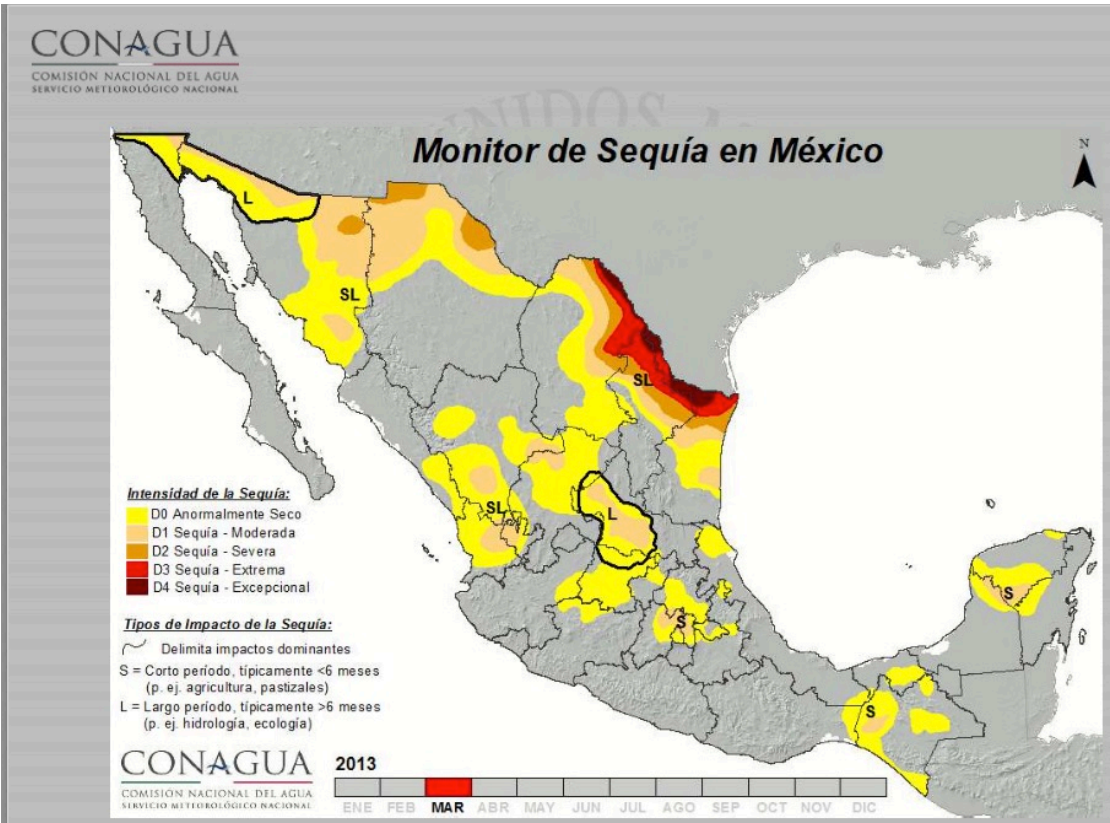 CONAGUA
COMISIÓN NACIONAL DEL AGUA
SERVICIO METEOROLÓGICO NACIONAL
UNIDOS
Monitor de Sequía en México
N
L
SL
SL
SL
L
S
S
S
Intensidad de la Sequía:
D0 Anormalmente Seco
D1 Sequía - Moderada
D2 Sequía - Severa
D3 Sequía - Extrema
D4 Sequía - Excepcional
Tipos de Impacto de la Sequía:
Delimita impactos dominantes
S = Corto período, típicamente <6 meses
(p. ej. agricultura, pastizales)
L = Largo período, típicamente >6 meses
(p. ej. hidrología, ecología)
CONAGUA
COMISIÓN NACIONAL DEL AGUA
SERVICIO METEOROLÓGICO NACIONAL
2013
ENE FEB MAR ABR MAY JUN JUL AGO SEP OCT NOV DIC